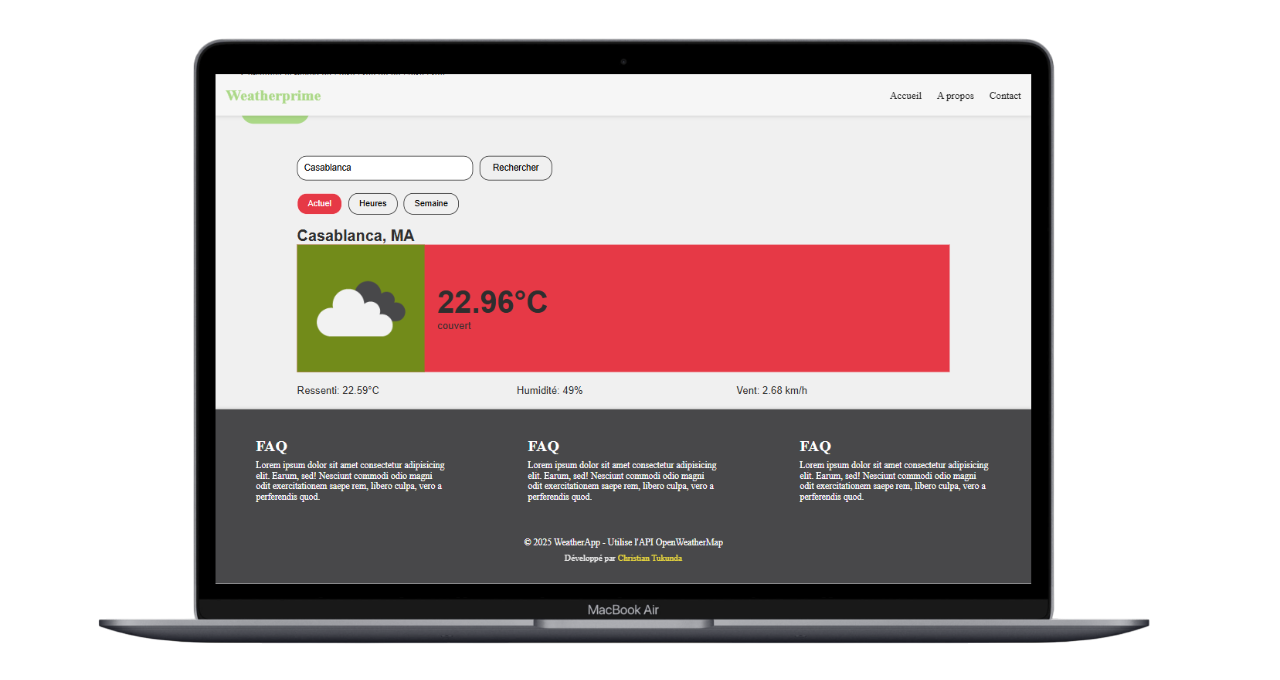 Weatherprime
Accueil A propos Contact
Casablanca
Rechercher
Actuel Heures Semaine
Casablanca, MA
22.96°C
couvert
Ressenti: 22.59°C Humidité: 49% Vent: 2.68 km/h
FAQ
Lorem ipsum dolor sit amet consectetur adipisicing
elit. Earum, sed! Nesciunt commodi odio magni
odit exercitationem saepe rem, libero culpa, vero a
perferendis quod.
FAQ
Lorem ipsum dolor sit amet consectetur adipisicing
elit. Earum, sed! Nesciunt commodi odio magni
odit exercitationem saepe rem, libero culpa, vero a
perferendis quod.
FAQ
Lorem ipsum dolor sit amet consectetur adipisicing
elit. Earum, sed! Nesciunt commodi odio magni
odit exercitationem saepe rem, libero culpa, vero a
perferendis quod.
© 2025 WeatherApp - Utilise l'API OpenWeatherMap
Développé par Christian Tukunda
MacBook Air